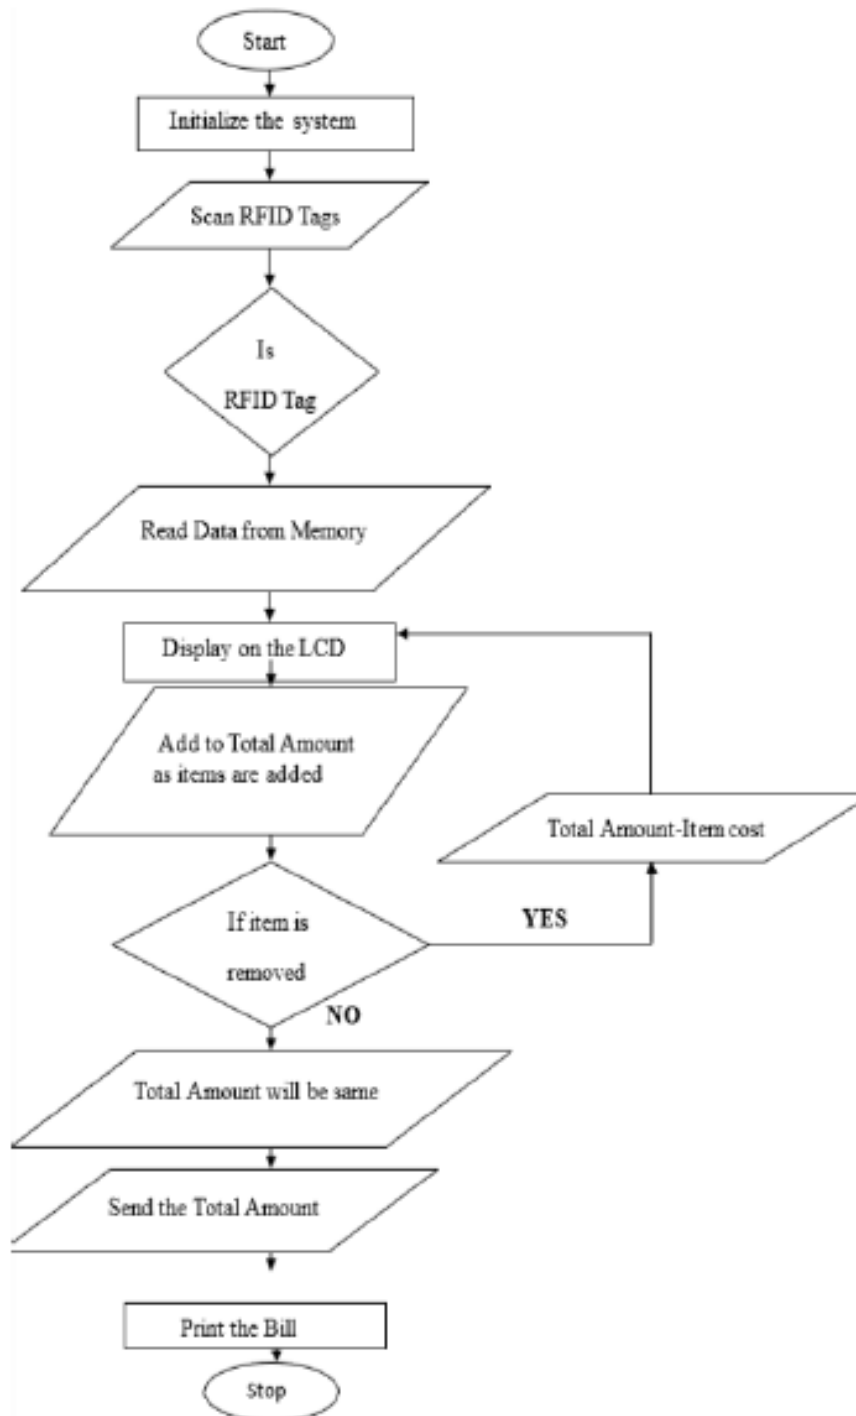 Start
Initialize the system
Scan RFID Tags
Is
RFID Tag
Read Data from Memory
Display on the LCD
Add to Total Amount
as items are added
Total Amount-Item cost
If item is
removed
YES
NO
Total Amount will be same
Send the Total Amount
Print the Bill
Stop